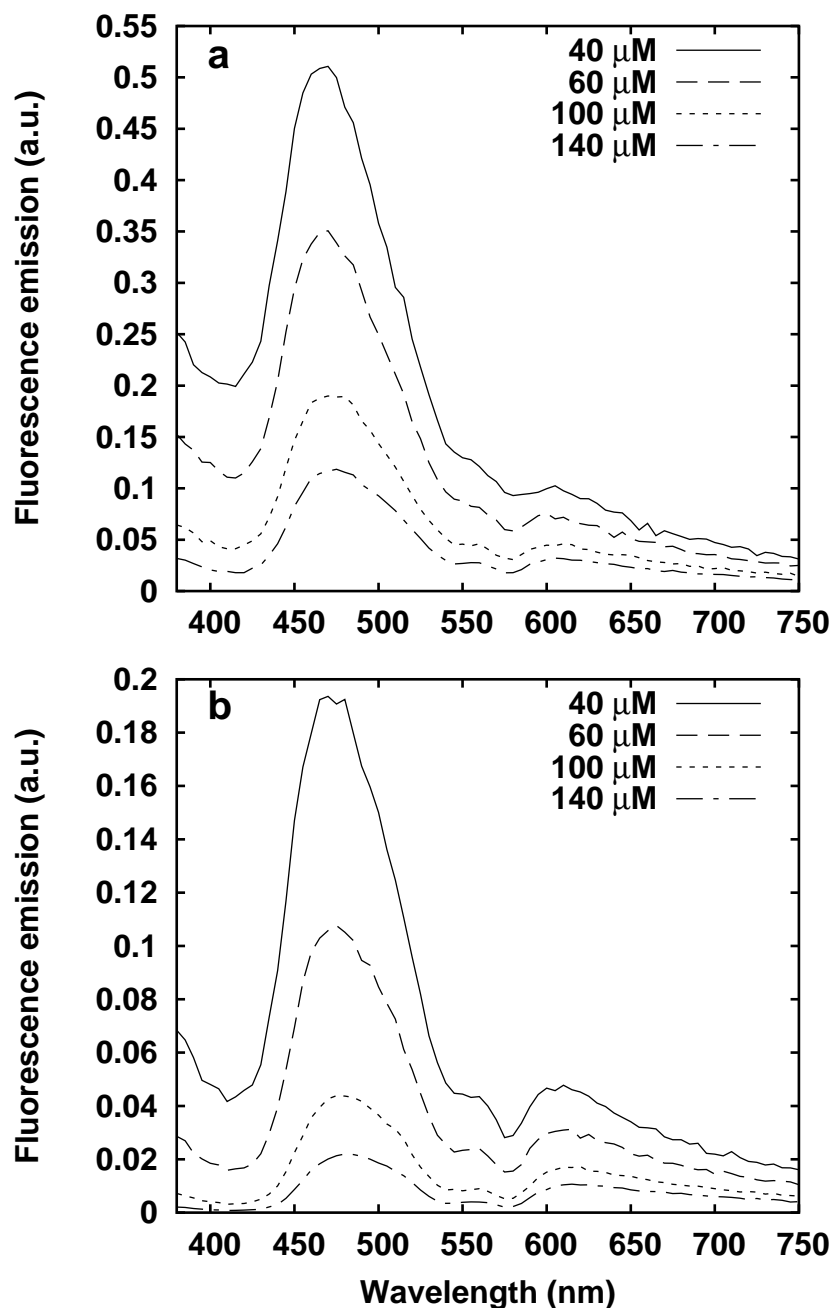 a
40 μM
60 μM
100 μM
140 μM
Fluorescence emission (a.u.)
0.55
0.5
0.45
0.4
0.35
0.3
0.25
0.2
0.15
0.1
0.05
0
400 450 500 550 600 650 700 750
b
40 μM
60 μM
100 μM
140 μM
Fluorescence emission (a.u.)
0.2
0.18
0.16
0.14
0.12
0.1
0.08
0.06
0.04
0.02
0
400 450 500 550 600 650 700 750
Wavelength (nm)